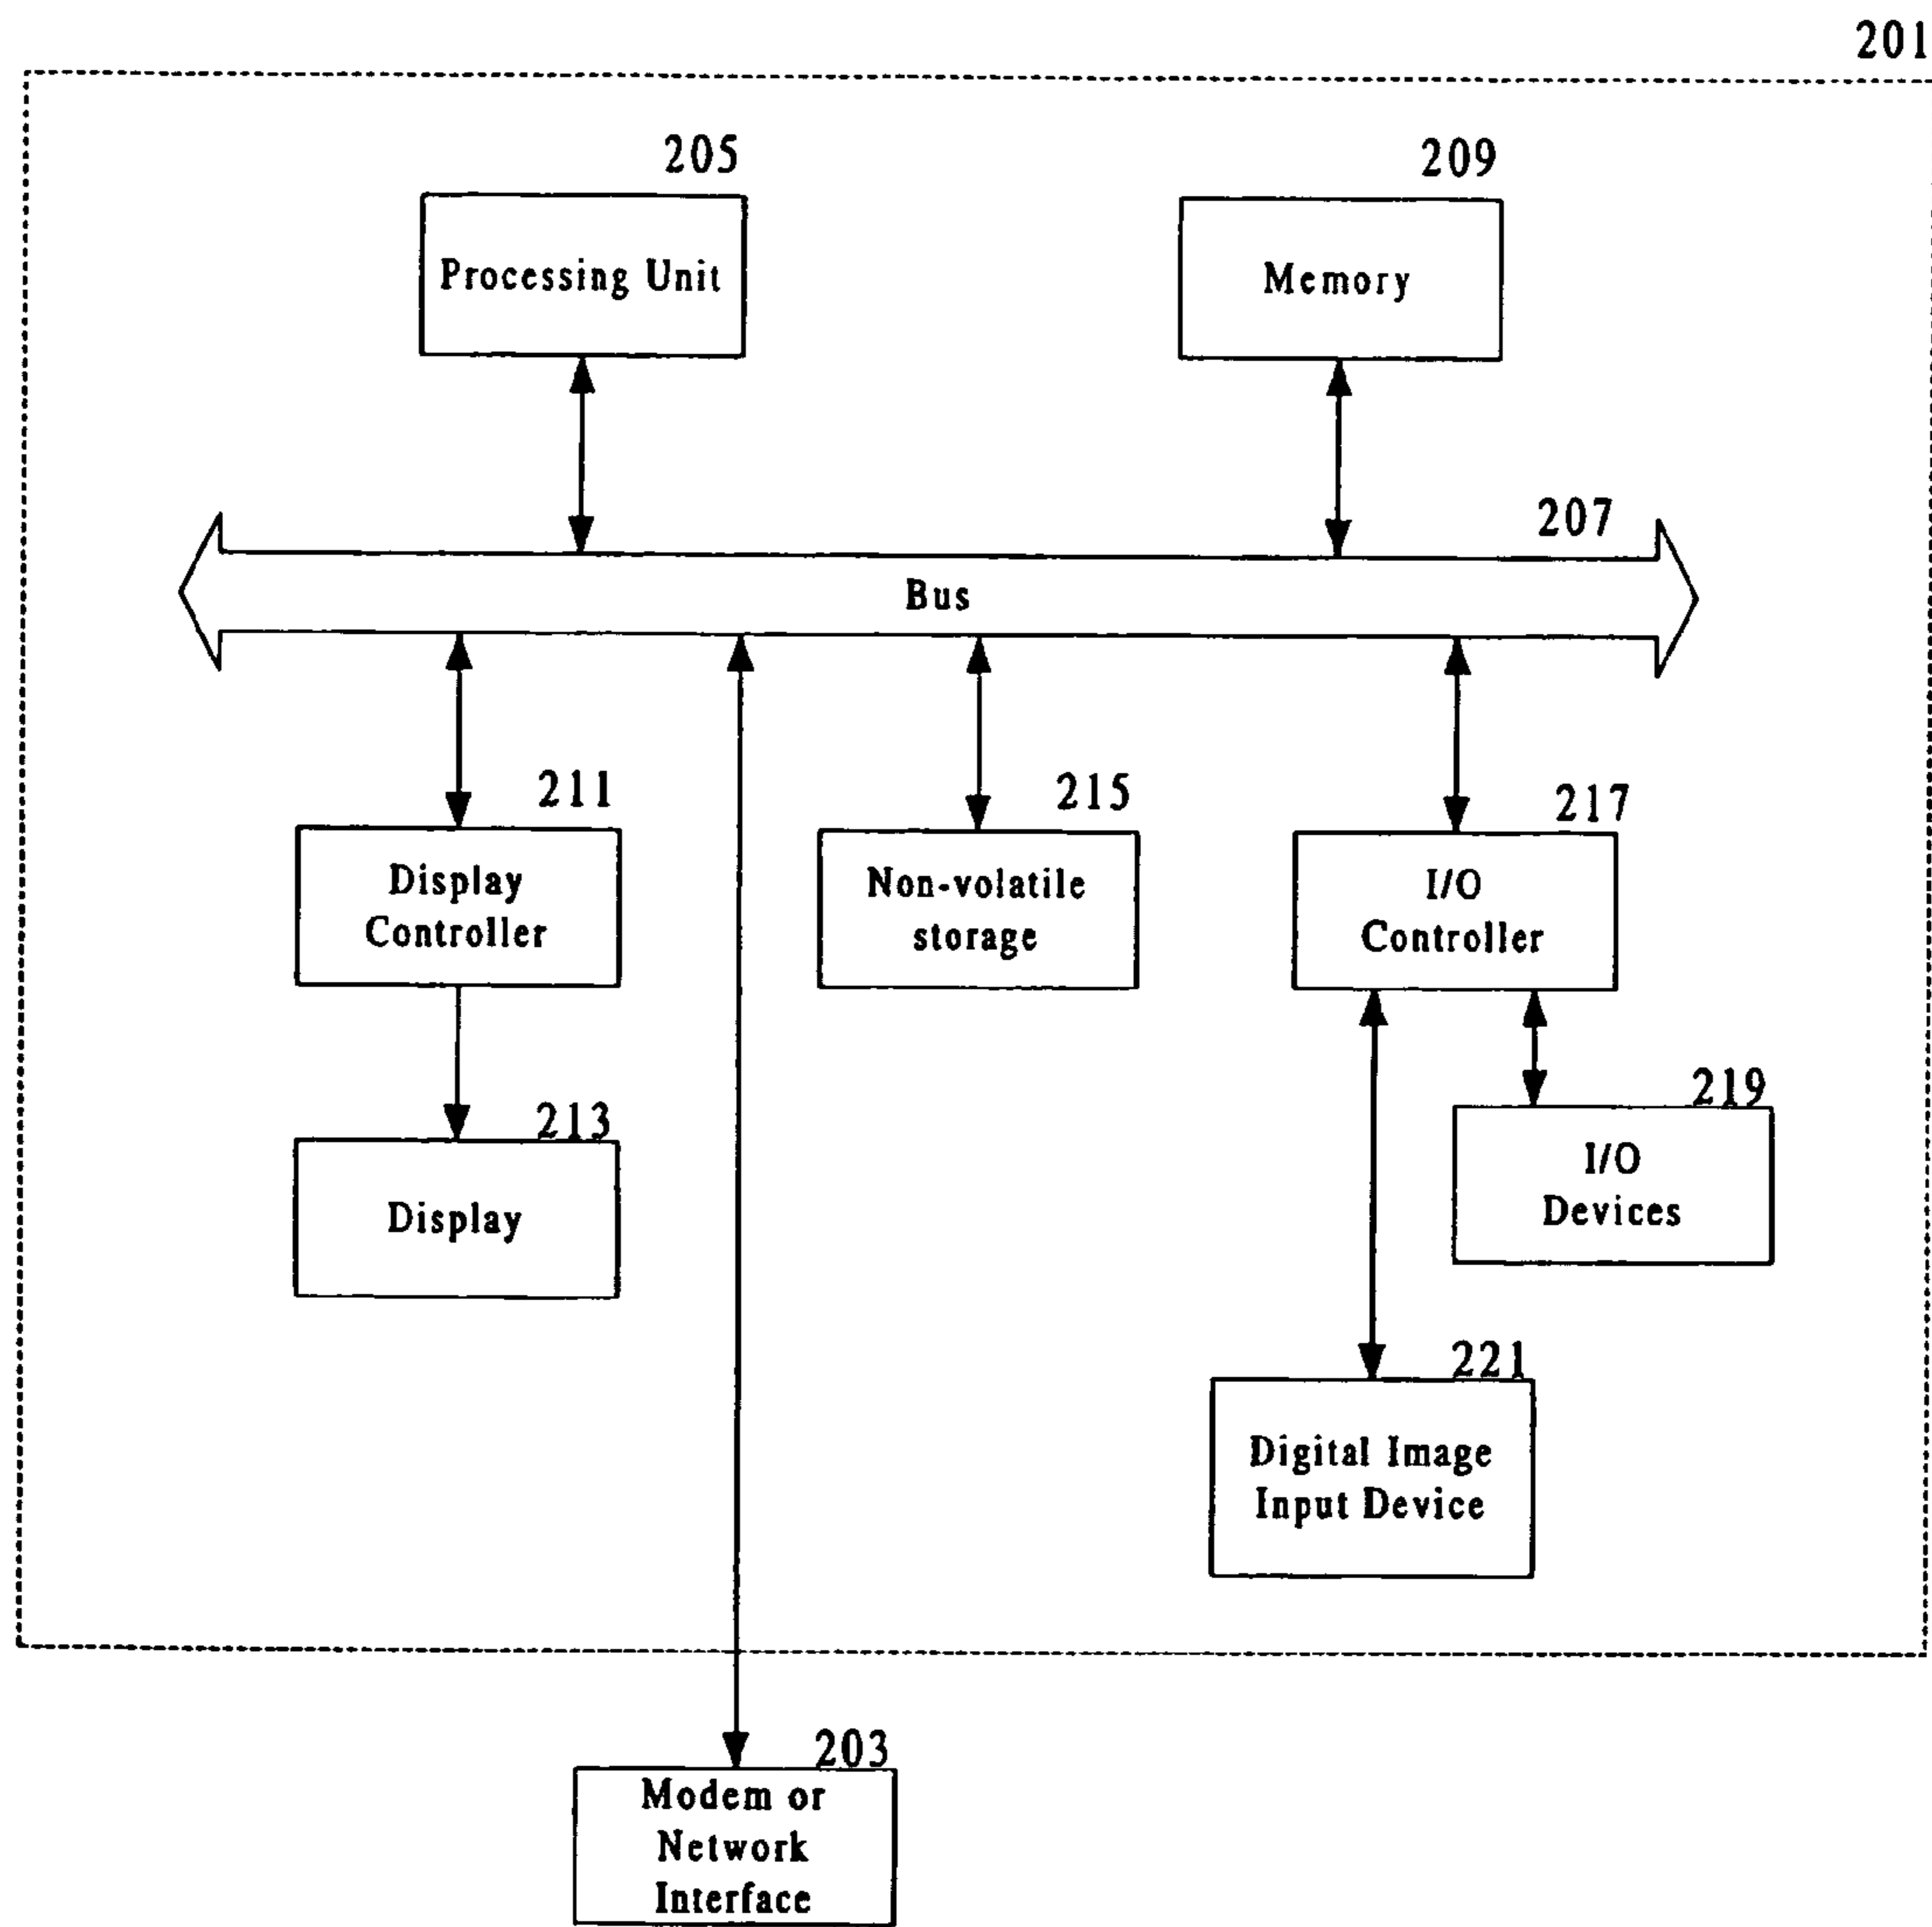 201
205
209
Processing Unit
Memory
207
Bus
211
215
217
Display
Controller
Non-volatile
storage
I/O
Controller
213
219
Display
I/O
Devices
221
Digital Image
Input Device
203
Modem or
Network
Interface